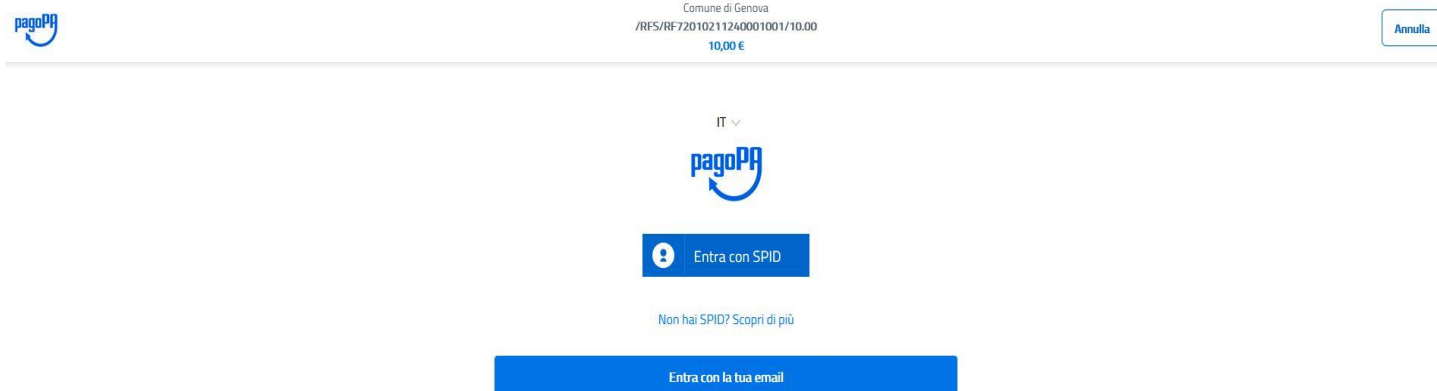 pagoPA
Comune di Genova
/RFS/RF72010211240001001/10.00
10,00 €
Annulla
IT
pagoPA
Entra con SPID
Non hai SPID? Scopri di più
Entra con la tua email